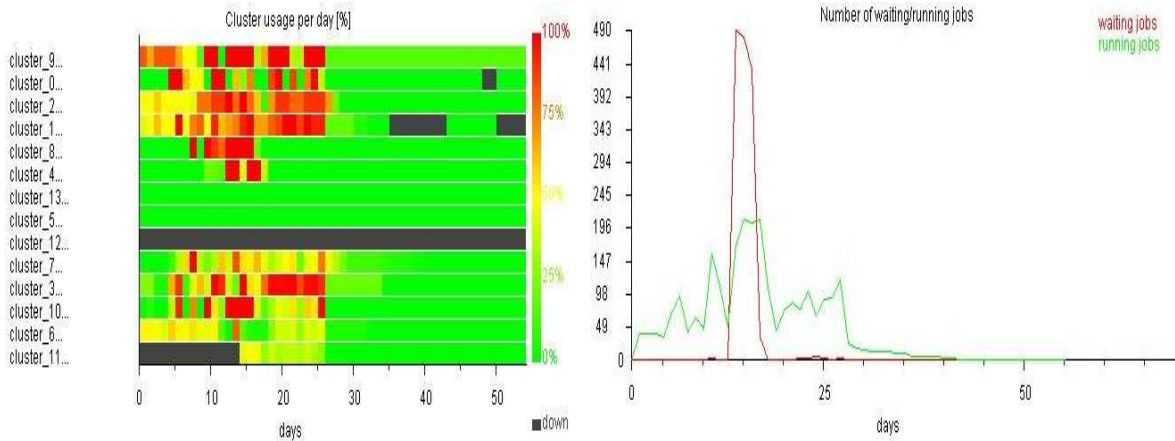 Cluster usage per day [%]
cluster_9...
cluster_0...
cluster_2...
cluster_1...
cluster_8...
cluster_4...
cluster_13...
cluster_5...
cluster_12...
cluster_7...
cluster_3...
cluster_10...
cluster_6...
cluster_11...
100%
75%
50%
25%
0%
down
0 10 20 30 40 50
days
Number of waiting/running jobs
waiting jobs
running jobs
490
441
392
343
294
245
196
147
98
49
0
0 25 50
days